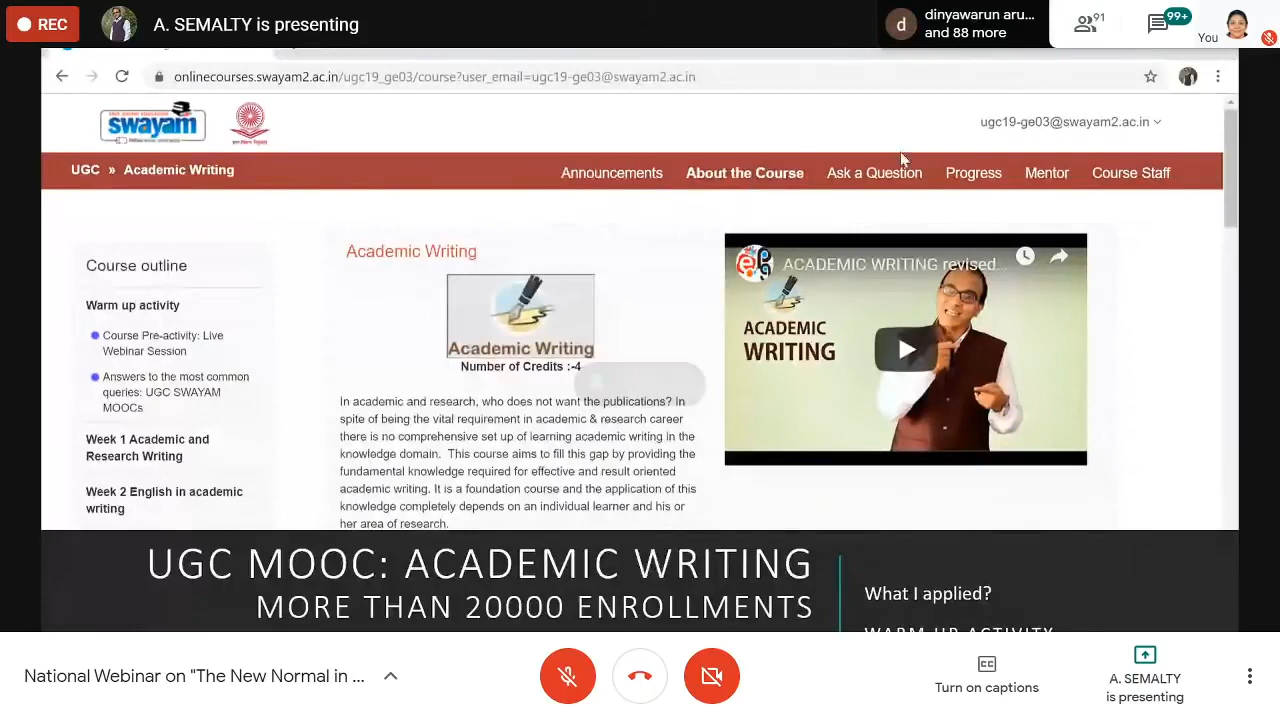 REC
A. SEMALTY is presenting
d
dinyawarun aru...
and 88 more
91
99+
You
onlinecourses.swayam2.ac.in/ugc19_ge03/course?user_email=ugc19-ge03@swayam2.ac.in
swayam
ugc19-ge03@swayam2.ac.in
UGC » Academic Writing
Announcements
About the Course
Ask a Question
Progress
Mentor
Course Staff
Course outline
Warm up activity
Course Pre-activity: Live
Webinar Session
Answers to the most common
queries: UGC SWAYAM
MOOCs
Week 1 Academic and
Research Writing
Week 2 English in academic
writing
Academic Writing
Academic Writing
Number of Credits :-4
In academic and research, who does not want the publications? In
spite of being the vital requirement in academic & research career
there is no comprehensive set up of learning academic writing in the
knowledge domain. This course aims to fill this gap by providing the
fundamental knowledge required for effective and result oriented
academic writing. It is a foundation course and the application of this
knowledge completely depends on an individual learner and his or
her area of research.
ACADEMIC WRITING revised...
ACADEMIC
WRITING
UGC MOOC: ACADEMIC WRITING
MORE THAN 20000 ENROLLMENTS
What I applied?
WARM UP ACTIVITY
National Webinar on "The New Normal in ...
Turn on captions
A. SEMALTY
is presenting